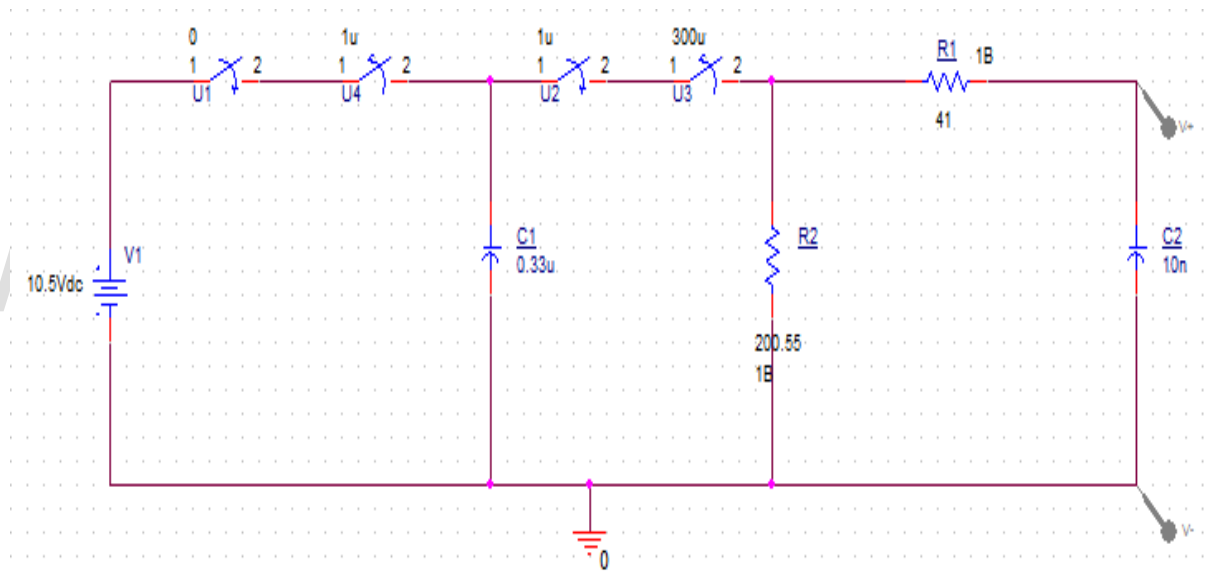 0
1 2
U1
1u
1 2
U4
1u
1 2
U2
300u
1 2
U3
R1 1B
41
V+
V1
10.5Vdc
C1
0.33u
R2
200.55
1B
C2
10n
0
V-